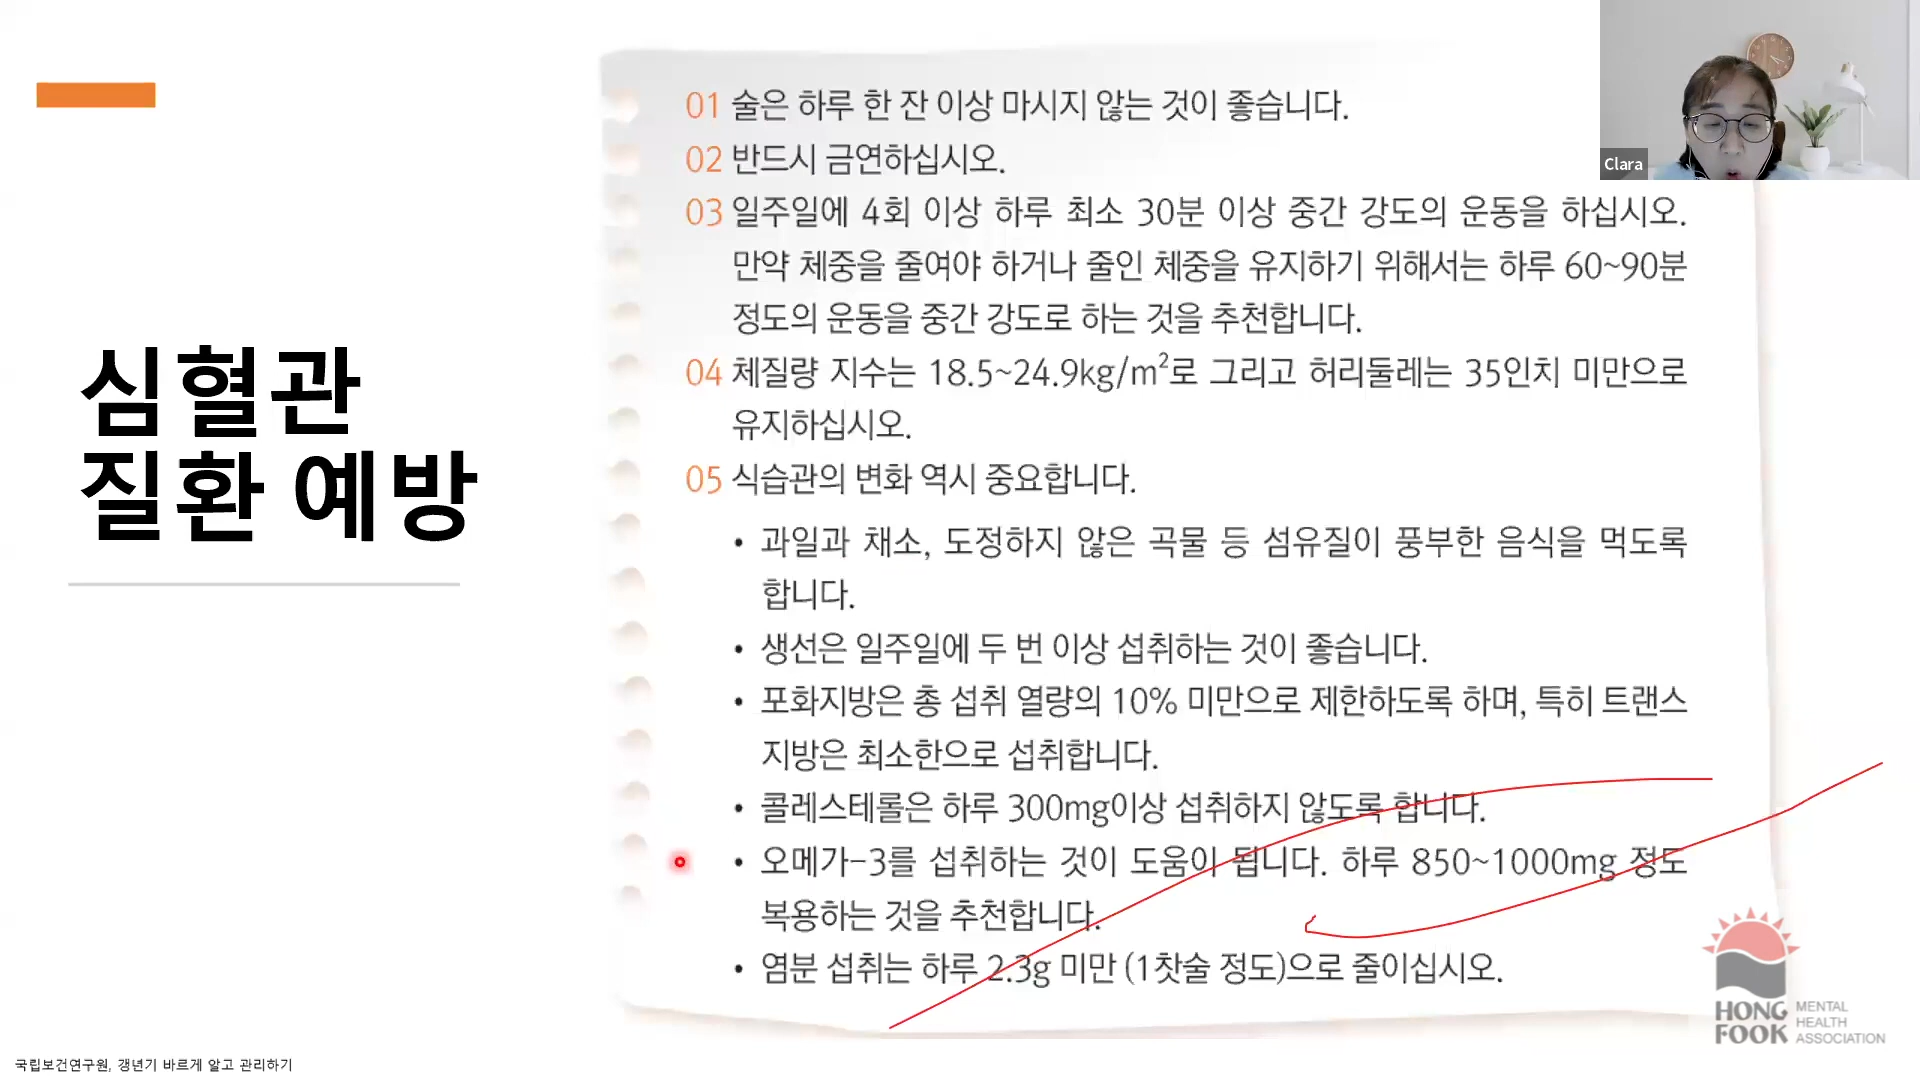 Clara
심혈관
질환 예방
01 술은 하루 한 잔 이상 마시지 않는 것이 좋습니다.
02 반드시 금연하십시오.
03 일주일에 4회 이상 하루 최소 30분 이상 중간 강도의 운동을 하십시오.
만약 체중을 줄여야 하거나 줄인 체중을 유지하기 위해서는 하루 60~90분
정도의 운동을 중간 강도로 하는 것을 추천합니다.
04 체질량 지수는 18.5~24.9kg/m²로 그리고 허리둘레는 35인치 미만으로
유지하십시오.
05 식습관의 변화 역시 중요합니다.
• 과일과 채소, 도정하지 않은 곡물 등 섬유질이 풍부한 음식을 먹도록
합니다.
• 생선은 일주일에 두 번 이상 섭취하는 것이 좋습니다.
• 포화지방은 총 섭취 열량의 10% 미만으로 제한하도록 하며, 특히 트랜스
지방은 최소한으로 섭취합니다.
• 콜레스테롤은 하루 300mg이상 섭취하지 않도록 합니다.
• 오메가-3를 섭취하는 것이 도움이 됩니다. 하루 850~1000mg 정도
복용하는 것을 추천합니다.
• 염분 섭취는 하루 2.3g 미만 (1찻술 정도)으로 줄이십시오.
HONG
FOOK
MENTAL
HEALTH
ASSOCIATION
국립보건연구원, 갱년기 바르게 알고 관리하기